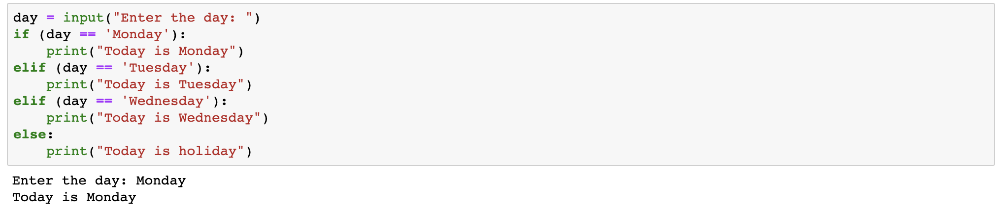 day = input("Enter the day: ")
if (day == 'Monday'):
    print("Today is Monday")
elif (day == 'Tuesday'):
    print("Today is Tuesday")
elif (day == 'Wednesday'):
    print("Today is Wednesday")
else:
    print("Today is holiday")
Enter the day: Monday
Today is Monday